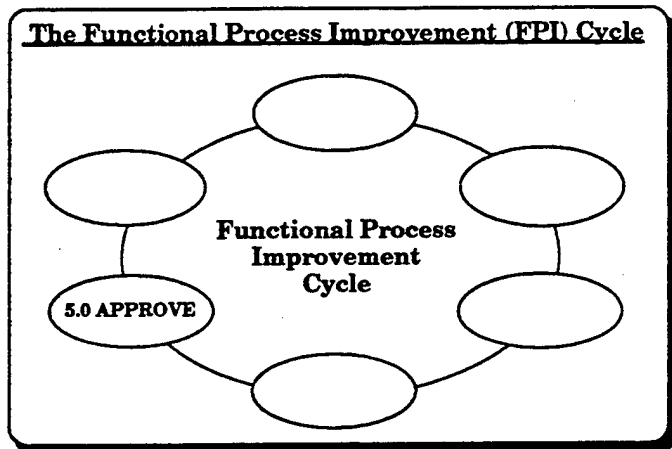 The Functional Process Improvement (FPI) Cycle
Functional Process
Improvement
Cycle
5.0 APPROVE